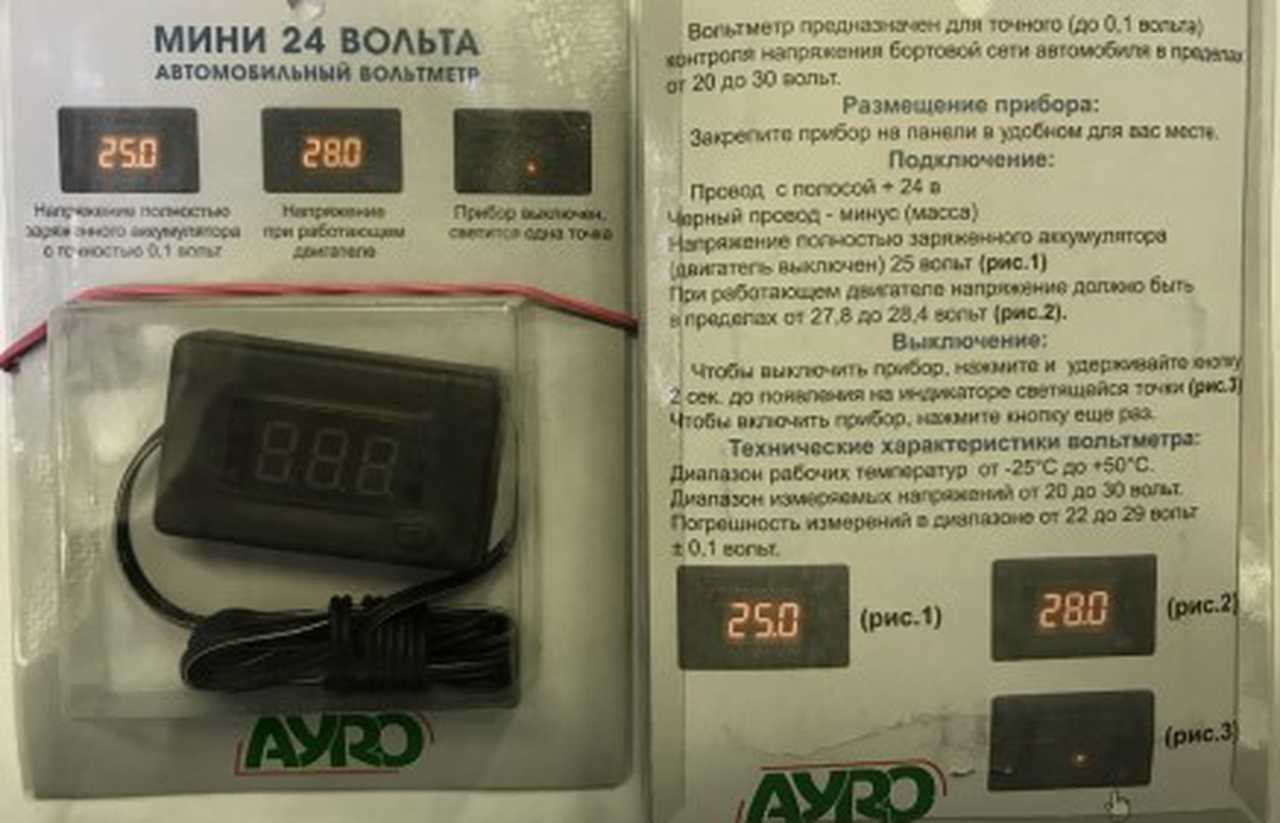 МИНИ 24 ВОЛЬТА
АВТОМОБИЛЬНЫЙ ВОЛЬТМЕТР
25.0
28.0
Напряжение полностью
заряженного аккумулятора
с точностью 0,1 вольт
Напряжение
при работающем
двигателе
Прибор выключен,
светится одна точка
8.8.8
AYRO
Вольтметр предназначен для точного (до 0,1 вольта)
контроля напряжения бортовой сети автомобиля в пределах
от 20 до 30 вольт.
Размещение прибора:
Закрепите прибор на панели в удобном для вас месте.
Подключение:
Провод с полосой + 24 в
Черный провод - минус (масса)
Напряжение полностью заряженного аккумулятора
(двигатель выключен) 25 вольт (рис.1)
При работающем двигателе напряжение должно быть
в пределах от 27,8 до 28,4 вольт (рис.2).
Выключение:
Чтобы выключить прибор, нажмите и удерживайте кнопку
2 сек. до появления на индикаторе светящейся точки (рис.3)
Чтобы включить прибор, нажмите кнопку еще раз.
Технические характеристики вольтметра:
Диапазон рабочих температур от -25°С до +50°С.
Диапазон измеряемых напряжений от 20 до 30 вольт.
Погрешность измерений в диапазоне от 22 до 29 вольт
± 0,1 вольт.
25.0
(рис.1)
28.0
(рис.2)
(рис.3)
AYRO